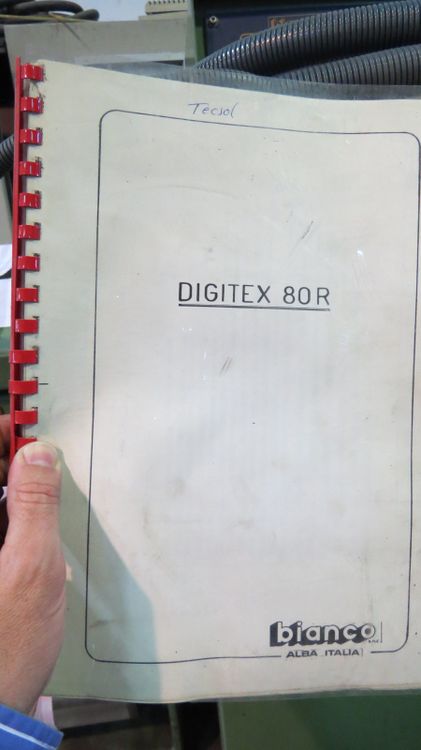 Tecsol
DIGITEX 80R
bianco
ALBA ITALIA